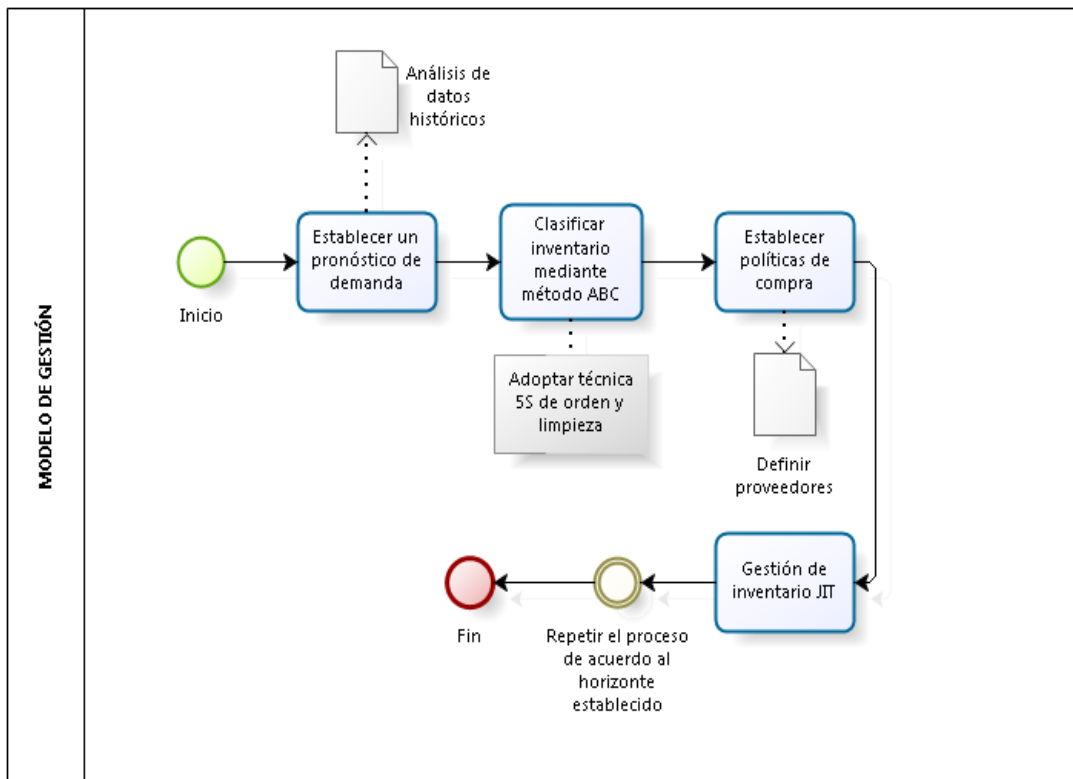 MODELO DE GESTIÓN
Análisis de
datos
históricos
Inicio
Establecer un
pronóstico de
demanda
Clasificar
inventario
mediante
método ABC
Adoptar técnica
5S de orden y
limpieza
Establecer
políticas de
compra
Definir
proveedores
Gestión de
inventario JIT
Repetir el proceso
de acuerdo al
horizonte
establecido
Fin